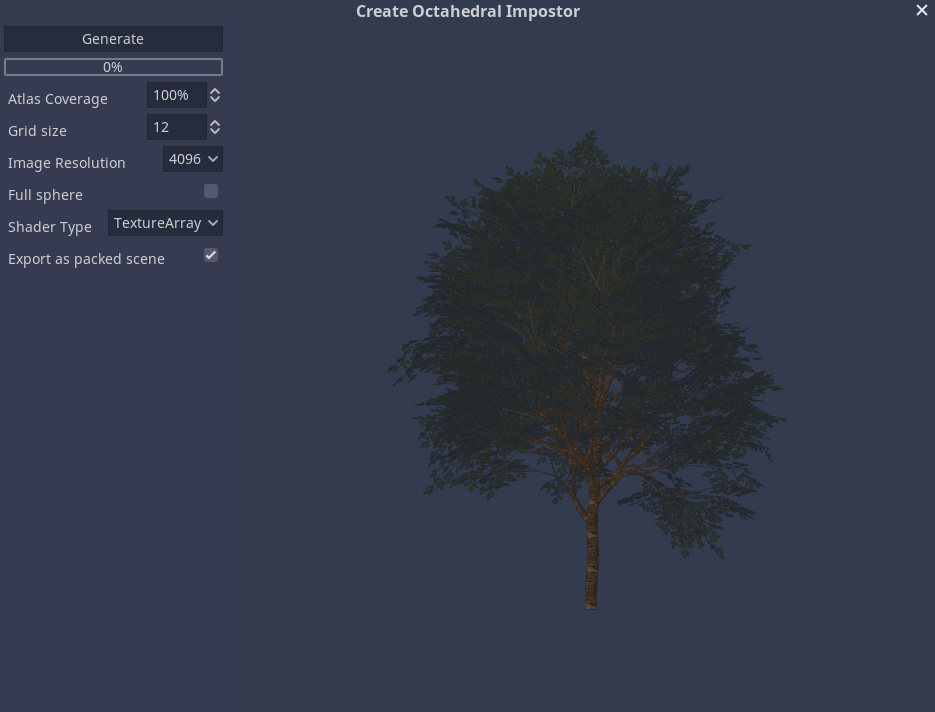 Create Octahedral Impostor
Generate
0%
Atlas Coverage 100%
Grid size 12
Image Resolution 4096
Full sphere
Shader Type TextureArray
Export as packed scene